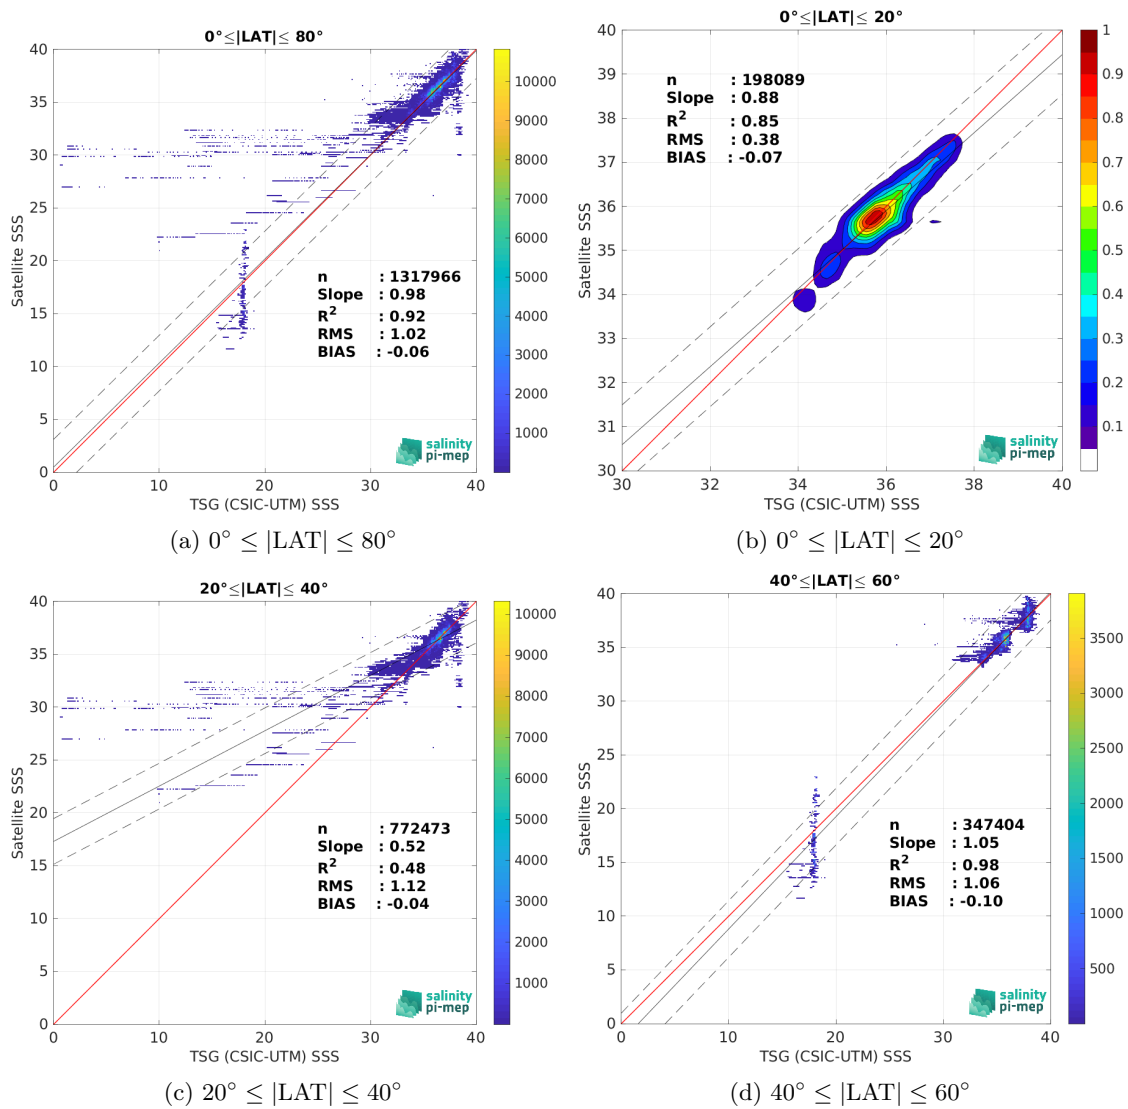 0°≤|LAT|≤ 80°
40
35
30
25
20
15
10
5
0
Satellite SSS
n : 1317966
Slope : 0.98
R² : 0.92
RMS : 1.02
BIAS : -0.06
salinity
pi-mep
0 10 20 30 40
TSG (CSIC-UTM) SSS
10000
9000
8000
7000
6000
5000
4000
3000
2000
1000
(a) 0° ≤ |LAT| ≤ 80°
0°≤|LAT|≤ 20°
40
39
38
37
36
35
34
33
32
31
30
Satellite SSS
n : 198089
Slope : 0.88
R² : 0.85
RMS : 0.38
BIAS : -0.07
salinity
pi-mep
30 32 34 36 38 40
TSG (CSIC-UTM) SSS
1
0.9
0.8
0.7
0.6
0.5
0.4
0.3
0.2
0.1
(b) 0° ≤ |LAT| ≤ 20°
20°≤|LAT|≤ 40°
40
35
30
25
20
15
10
5
0
Satellite SSS
n : 772473
Slope : 0.52
R² : 0.48
RMS : 1.12
BIAS : -0.04
salinity
pi-mep
0 10 20 30 40
TSG (CSIC-UTM) SSS
10000
9000
8000
7000
6000
5000
4000
3000
2000
1000
(c) 20° ≤ |LAT| ≤ 40°
40°≤|LAT|≤ 60°
40
35
30
25
20
15
10
5
0
Satellite SSS
n : 347404
Slope : 1.05
R² : 0.98
RMS : 1.06
BIAS : -0.10
salinity
pi-mep
0 10 20 30 40
TSG (CSIC-UTM) SSS
3500
3000
2500
2000
1500
1000
500
(d) 40° ≤ |LAT| ≤ 60°